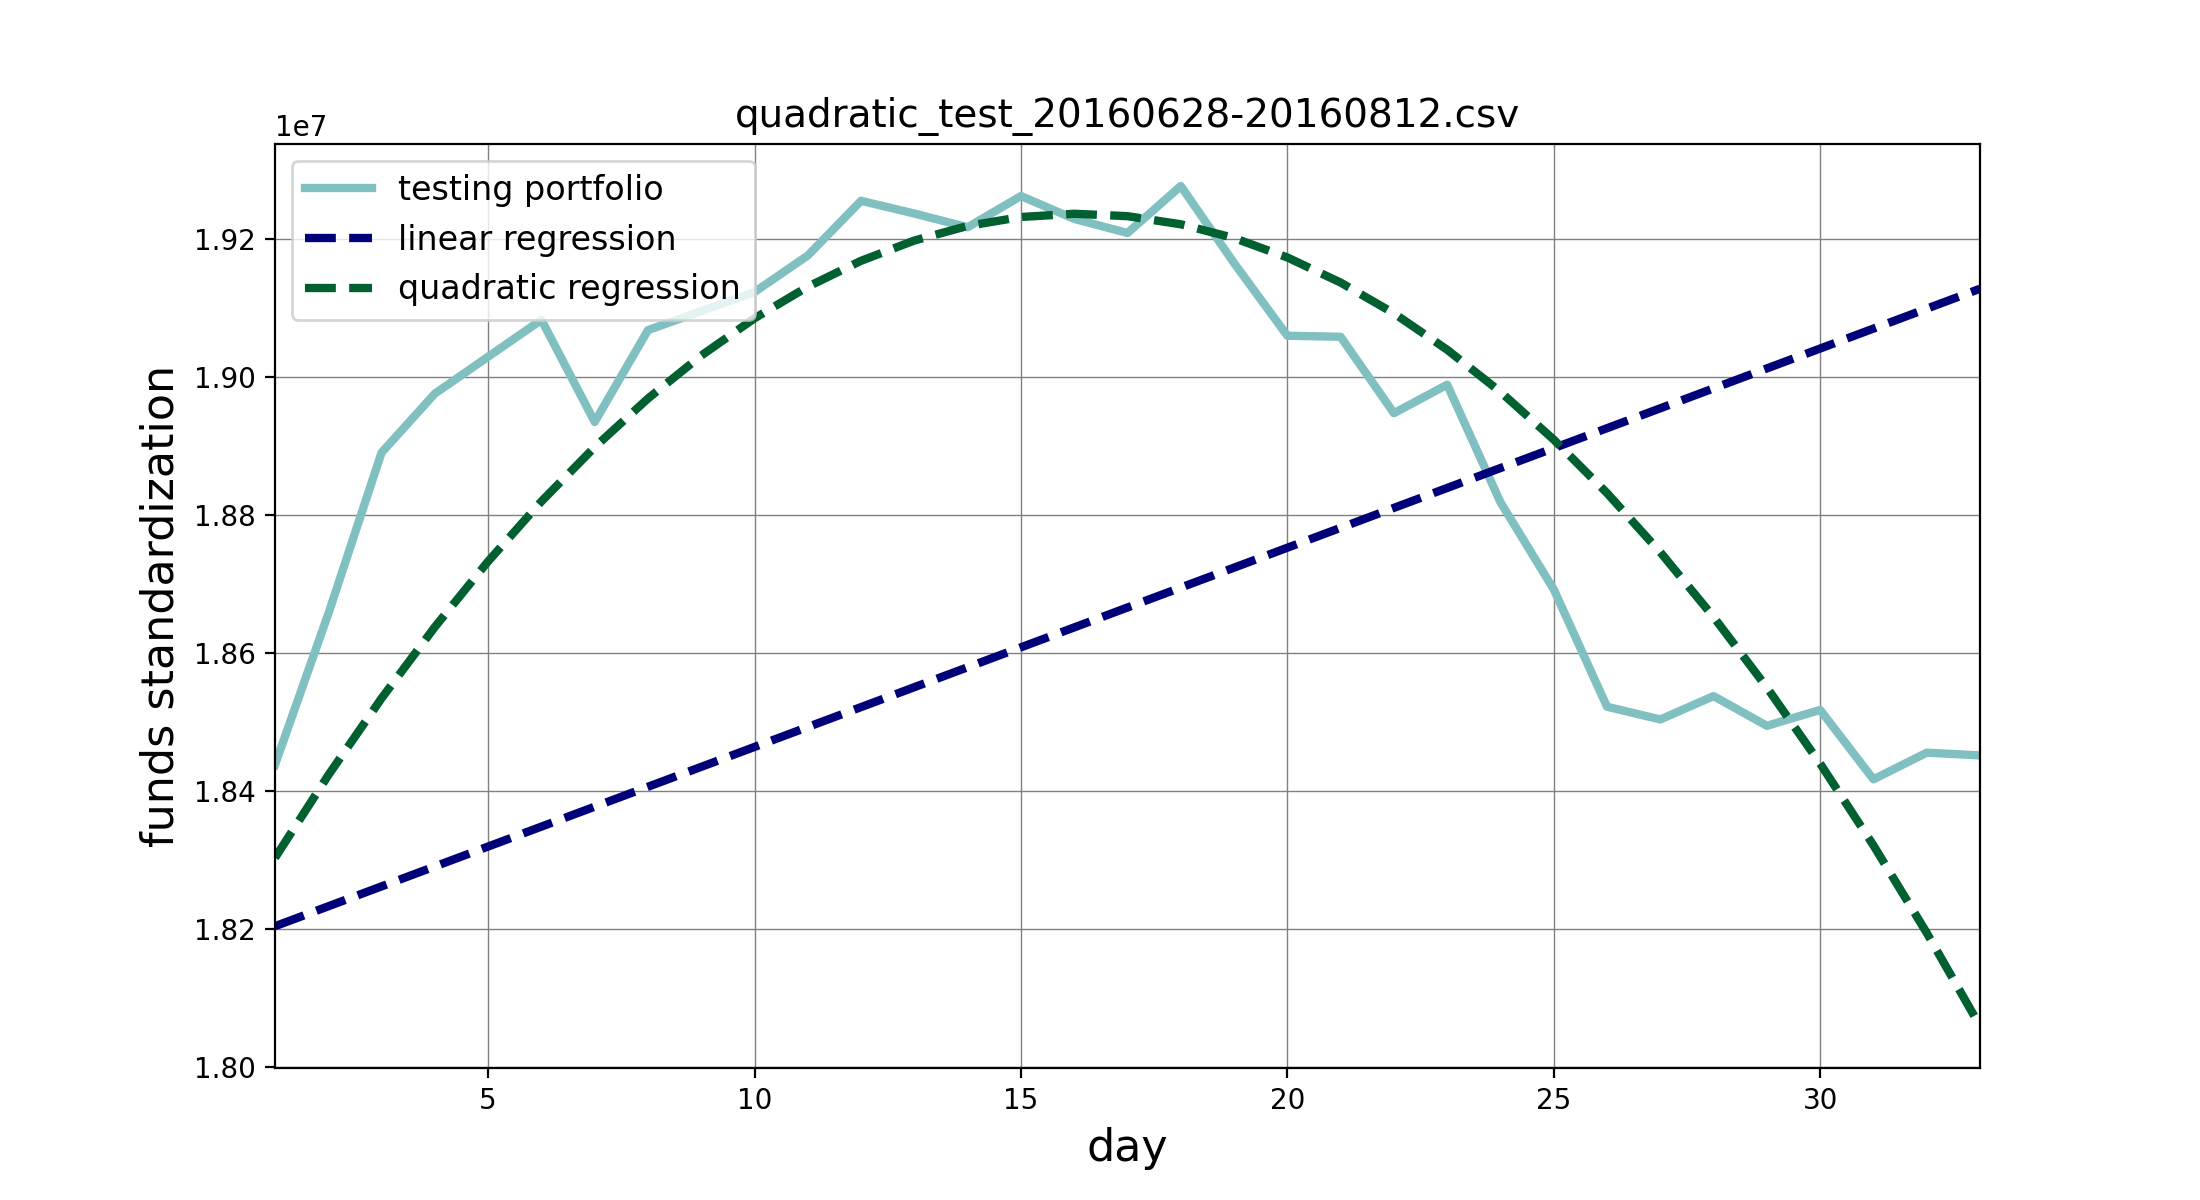 quadratic_test_20160628-20160812.csv
1e7
testing portfolio
linear regression
quadratic regression
1.92
1.90
1.88
1.86
1.84
1.82
1.80
funds standardization
5 10 15 20 25 30
day